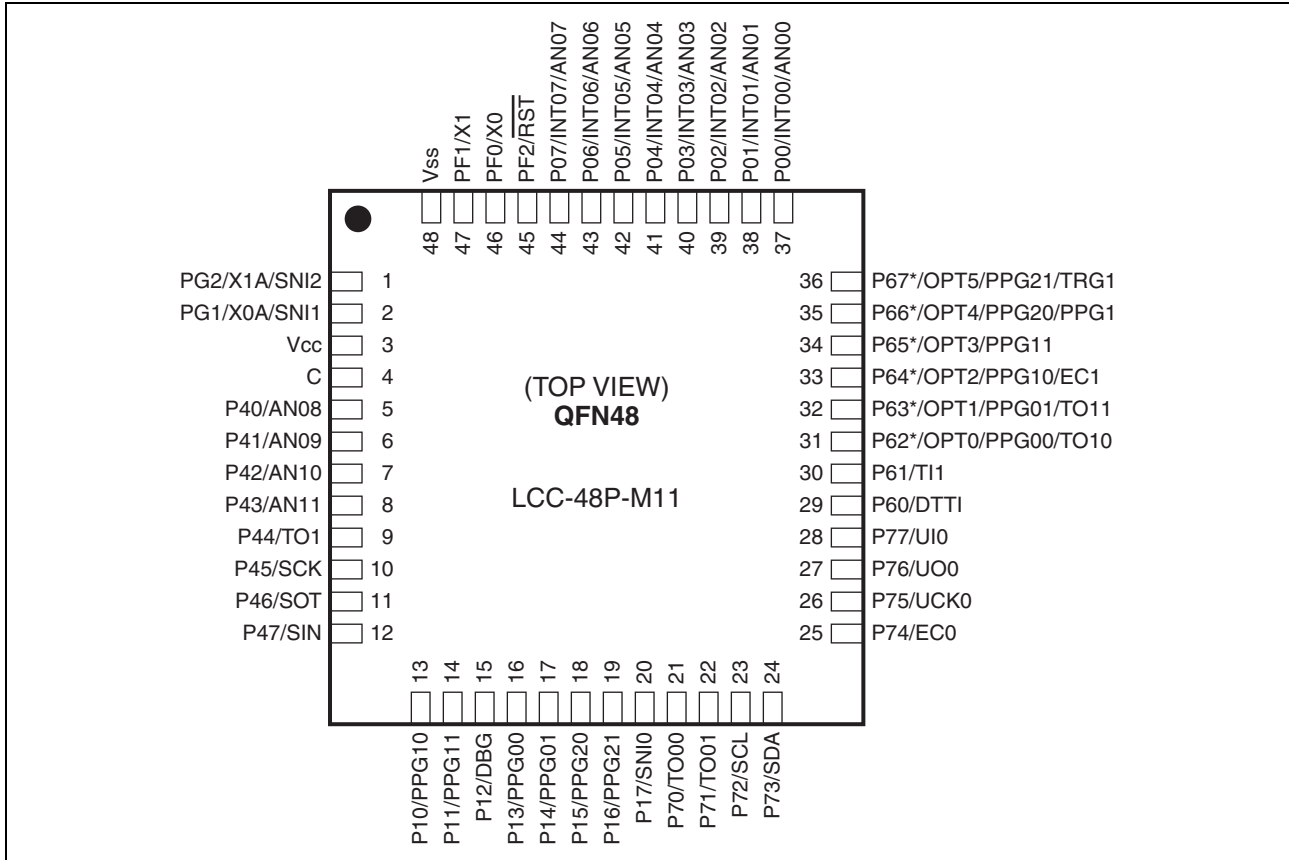 Vss
PF1/X1
PF0/X0
PF2/RST
P07/INT07/AN07
P06/INT06/AN06
P05/INT05/AN05
P04/INT04/AN04
P03/INT03/AN03
P02/INT02/AN02
P01/INT01/AN01
P00/INT00/AN00
48
47
46
45
44
43
42
41
40
39
38
37
PG2/X1A/SNI2 1
PG1/X0A/SNI1 2
Vcc 3
C 4
P40/AN08 5
P41/AN09 6
P42/AN10 7
P43/AN11 8
P44/TO1 9
P45/SCK 10
P46/SOT 11
P47/SIN 12
(TOP VIEW)
QFN48
LCC-48P-M11
36 P67*/OPT5/PPG21/TRG1
35 P66*/OPT4/PPG20/PPG1
34 P65*/OPT3/PPG11
33 P64*/OPT2/PPG10/EC1
32 P63*/OPT1/PPG01/TO11
31 P62*/OPT0/PPG00/TO10
30 P61/TI1
29 P60/DTTI
28 P77/UI0
27 P76/UO0
26 P75/UCK0
25 P74/EC0
13
14
15
16
17
18
19
20
21
22
23
24
P10/PPG10
P11/PPG11
P12/DBG
P13/PPG00
P14/PPG01
P15/PPG20
P16/PPG21
P17/SNI0
P70/TO00
P71/TO01
P72/SCL
P73/SDA